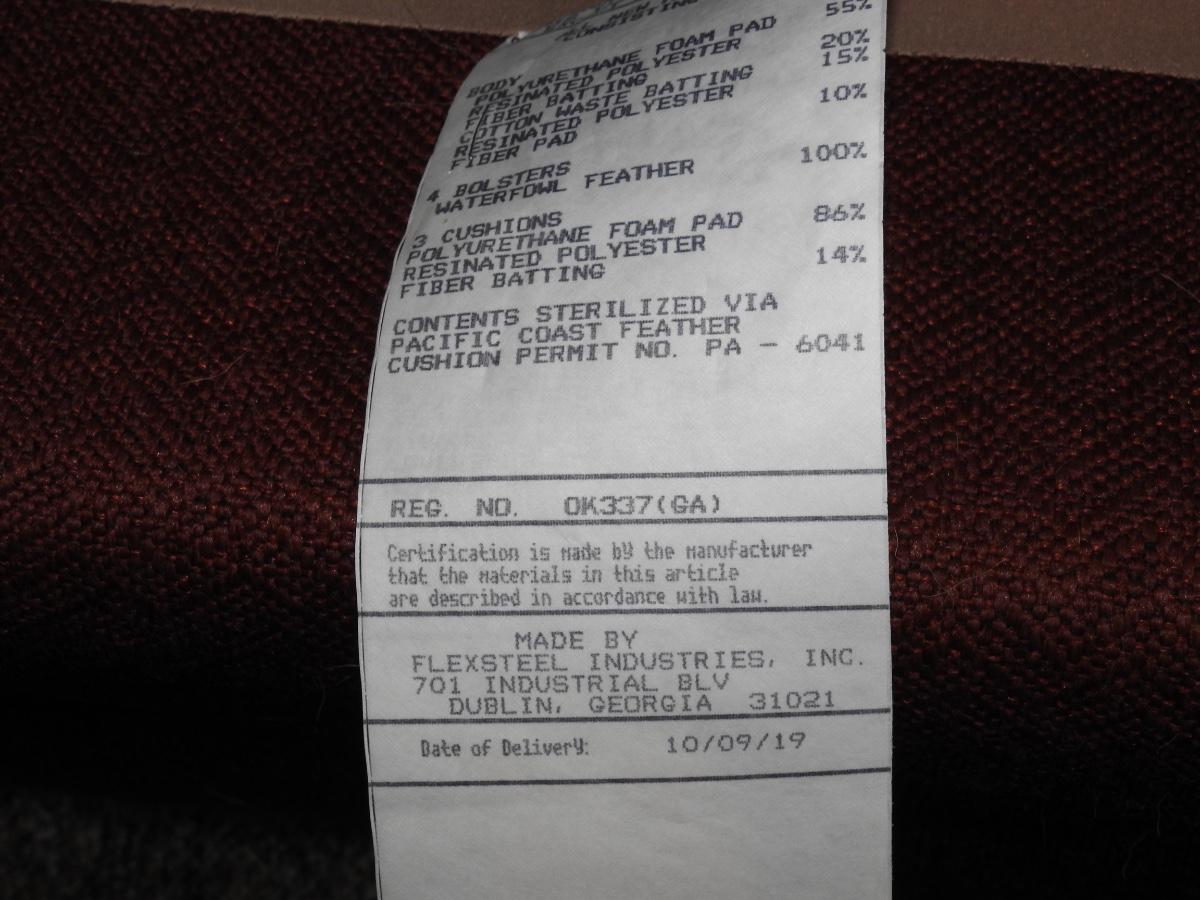 ALL NEW
CONSISTING
BODY
POLYURETHANE FOAM PAD 55%
RESINATED POLYESTER
FIBER BATTING 20%
COTTON WASTE BATTING 15%
RESINATED POLYESTER
FIBER PAD 10%
4 BOLSTERS
WATERFOWL FEATHER 100%
3 CUSHIONS
POLYURETHANE FOAM PAD 86%
RESINATED POLYESTER
FIBER BATTING 14%
CONTENTS STERILIZED VIA
PACIFIC COAST FEATHER
CUSHION PERMIT NO. PA - 6041
REG. NO. OK337(GA)
Certification is made by the manufacturer
that the materials in this article
are described in accordance with law.
MADE BY
FLEXSTEEL INDUSTRIES, INC.
701 INDUSTRIAL BLV
DUBLIN, GEORGIA 31021
Date of Delivery: 10/09/19